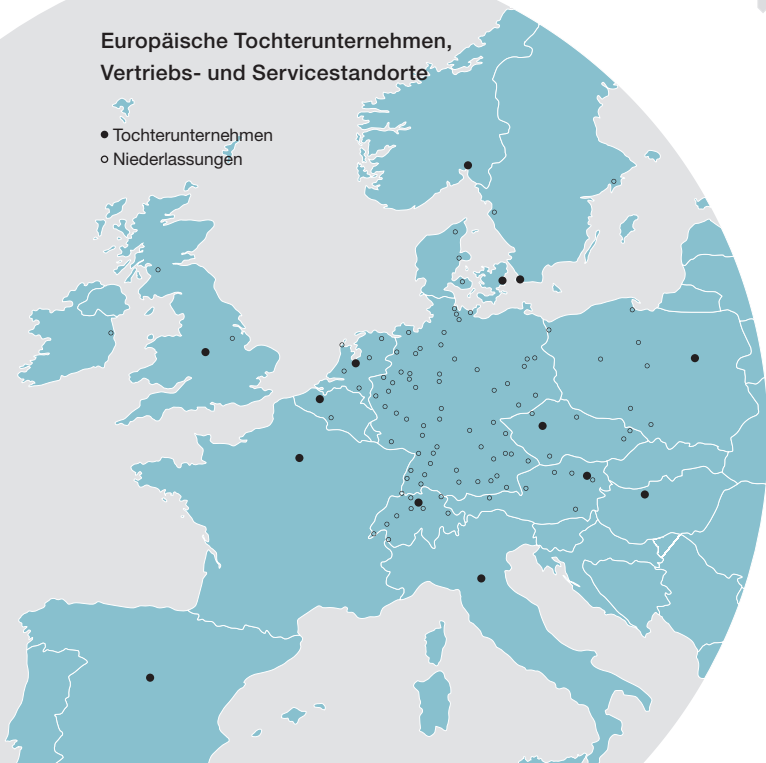 Europäische Tochterunternehmen,
Vertriebs- und Servicestandorte
Tochterunternehmen
Niederlassungen